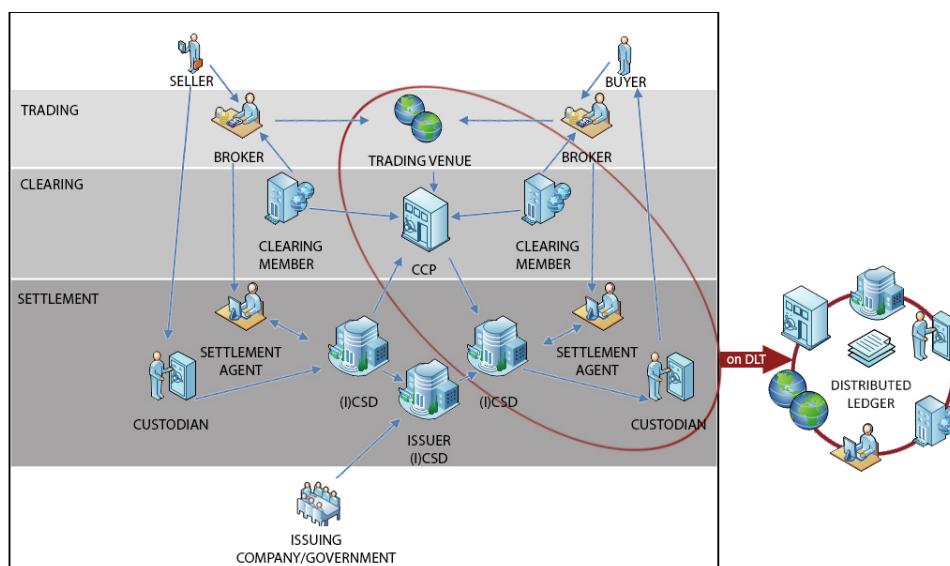 SELLER
BUYER
TRADING
BROKER
TRADING VENUE
BROKER
CLEARING
CLEARING
MEMBER
CCP
CLEARING
MEMBER
SETTLEMENT
SETTLEMENT
AGENT
(I)CSD
(I)CSD
SETTLEMENT
AGENT
CUSTODIAN
ISSUER
(I)CSD
CUSTODIAN
ISSUING
COMPANY/GOVERNMENT
on DLT
DISTRIBUTED
LEDGER